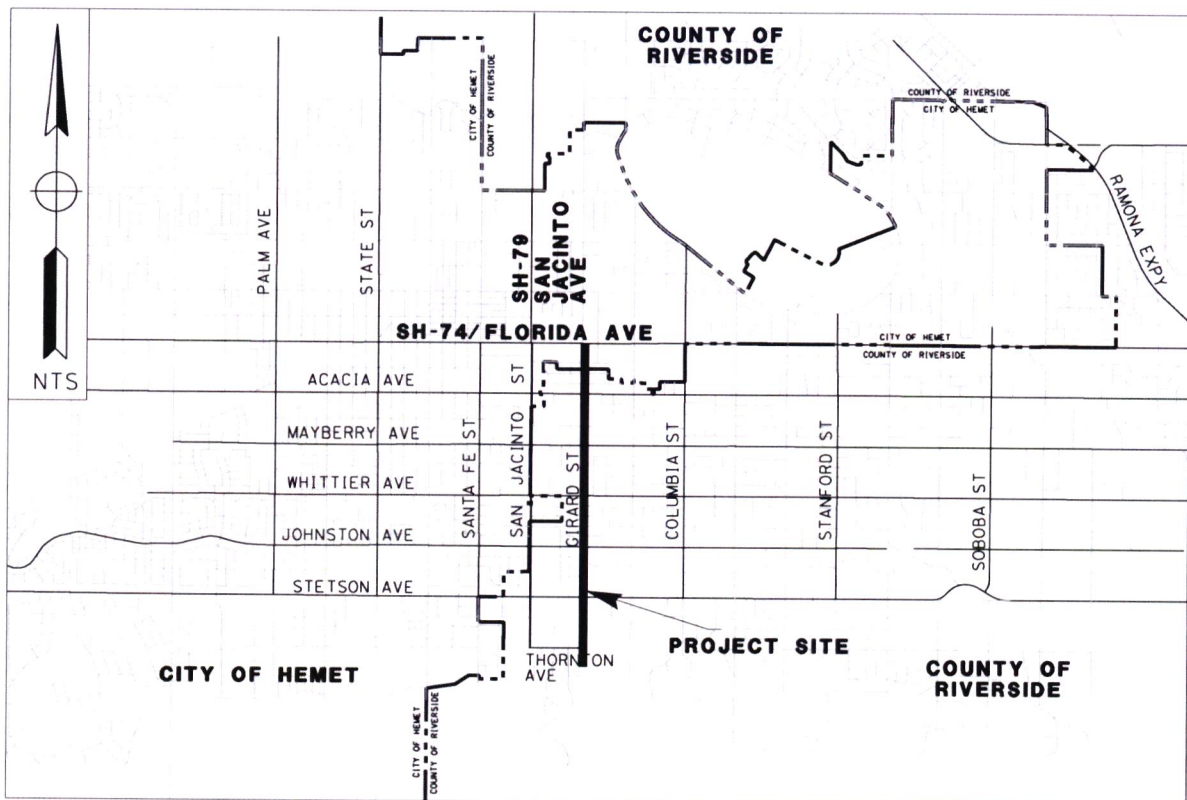 COUNTY OF
RIVERSIDE
CITY OF HEMET
COUNTY OF RIVERSIDE
COUNTY OF RIVERSIDE
CITY OF HEMET
RAMONA EXPY
PALM AVE
STATE ST
SH-79
SAN
JACINTO
AVE
NTS
SH-74/FLORIDA AVE
CITY OF HEMET
COUNTY OF RIVERSIDE
ACACIA AVE
MAYBERRY AVE
WHITTIER AVE
JOHNSTON AVE
STETSON AVE
SANTA FE ST
SAN JACINTO ST
GIRARD ST
COLUMBIA ST
STANFORD ST
SOBOBA ST
PROJECT SITE
THORNTON
AVE
CITY OF HEMET
COUNTY OF
RIVERSIDE
CITY OF HEMET
COUNTY OF RIVERSIDE